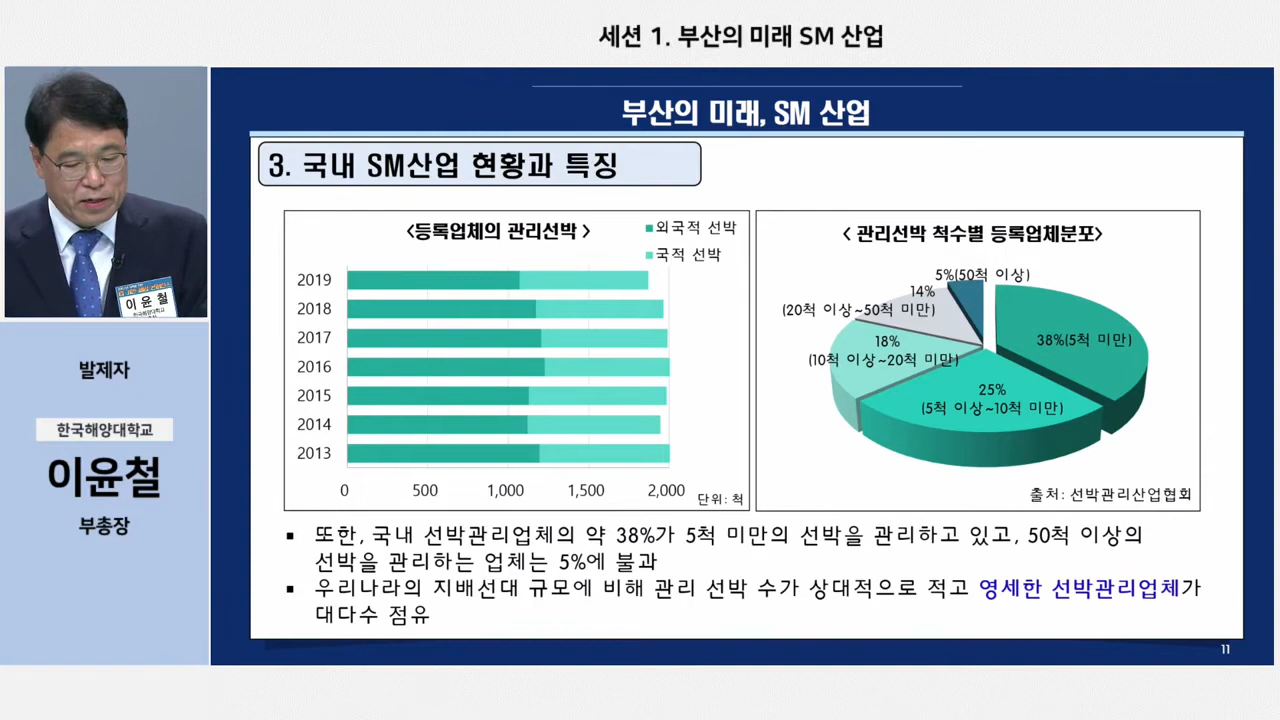 세션 1. 부산의 미래 SM 산업
부산의 미래, SM 산업
3. 국내 SM산업 현황과 특징
<등록업체의 관리선박 >
외국적 선박
국적 선박
2019
2018
2017
2016
2015
2014
2013
0 500 1,000 1,500 2,000
단위: 척
< 관리선박 척수별 등록업체분포>
5%(50척 이상)
14%
(20척 이상~50척 미만)
38%(5척 미만)
18%
(10척 이상~20척 미만)
25%
(5척 이상~10척 미만)
출처: 선박관리산업협회
▪ 또한, 국내 선박관리업체의 약 38%가 5척 미만의 선박을 관리하고 있고, 50척 이상의
선박을 관리하는 업체는 5%에 불과
▪ 우리나라의 지배선대 규모에 비해 관리 선박 수가 상대적으로 적고 영세한 선박관리업체가
대다수 점유
11
이 윤 철
한국해양대학교
발제자
한국해양대학교
이윤철
부총장